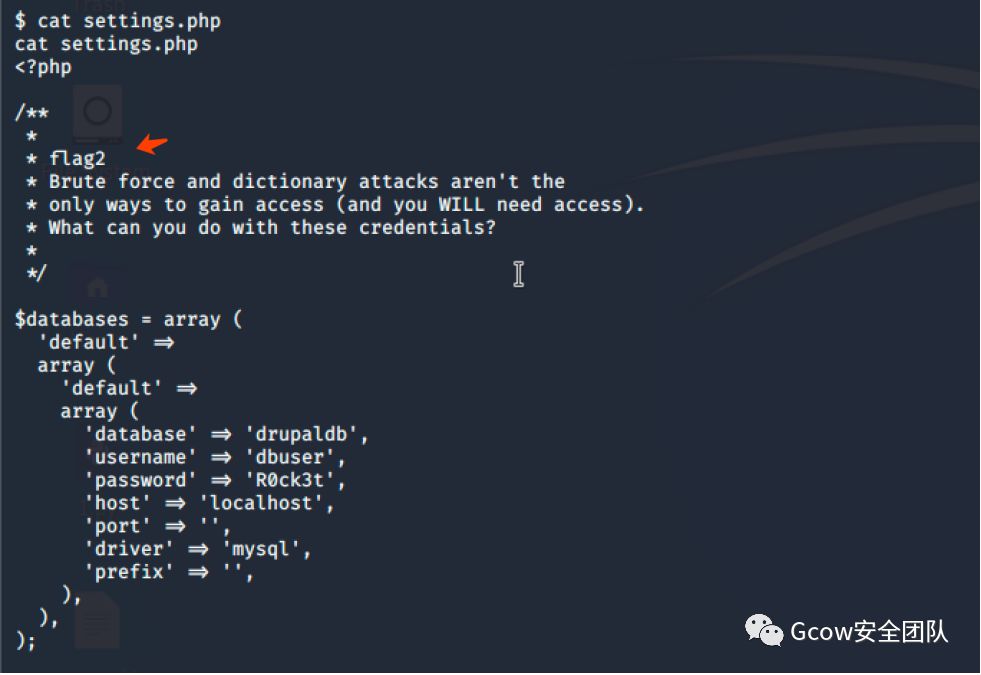 $ cat settings.php
cat settings.php
<?php
/**
 *
 * flag2
 * Brute force and dictionary attacks aren't the
 * only ways to gain access (and you WILL need access).
 * What can you do with these credentials?
 *
 */
$databases = array (
  'default' =>
  array (
    'default' =>
    array (
      'database' => 'drupaldb',
      'username' => 'dbuser',
      'password' => 'R0ck3t',
      'host' => 'localhost',
      'port' => '',
      'driver' => 'mysql',
      'prefix' => '',
    ),
  ),
);
Gcow安全团队